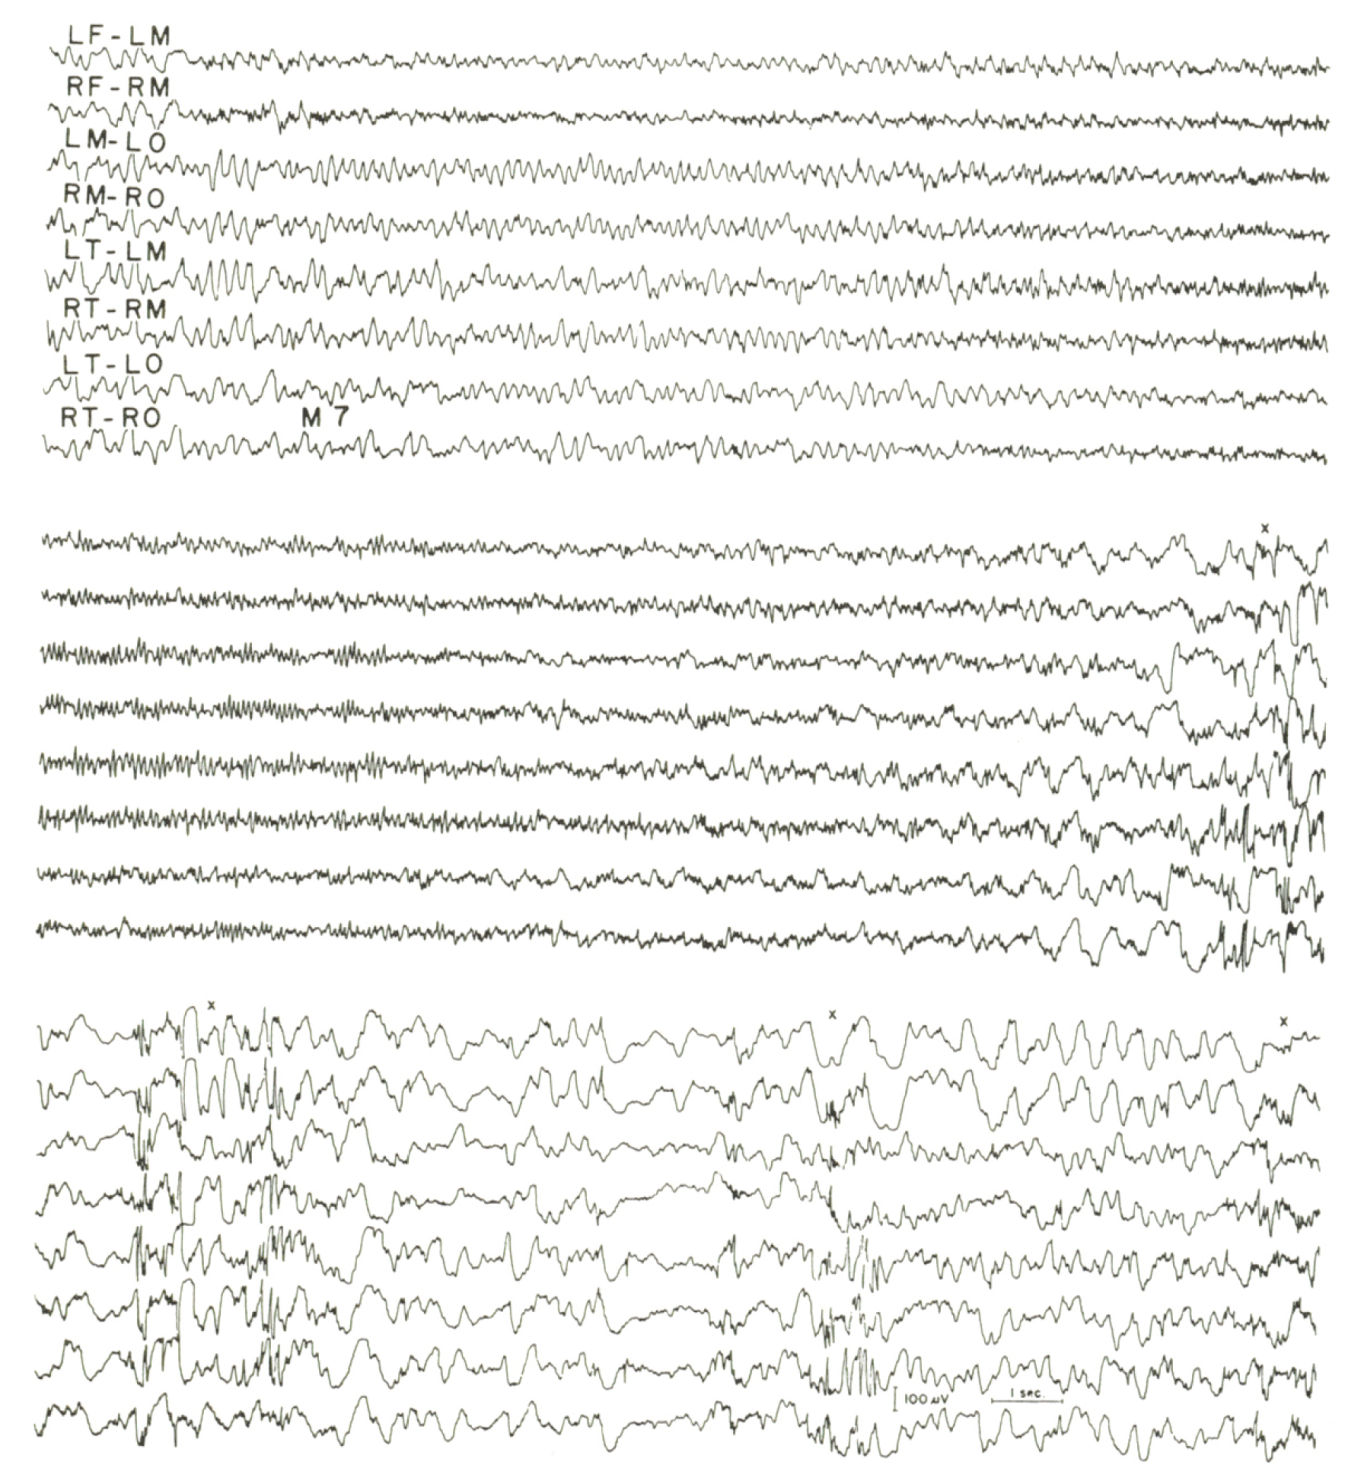 LF-LM
RF-RM
LM-LO
RM-RO
LT-LM
RT-RM
LT-LO
RT-RO M7
x
x x x
100 µV 1 SEC.